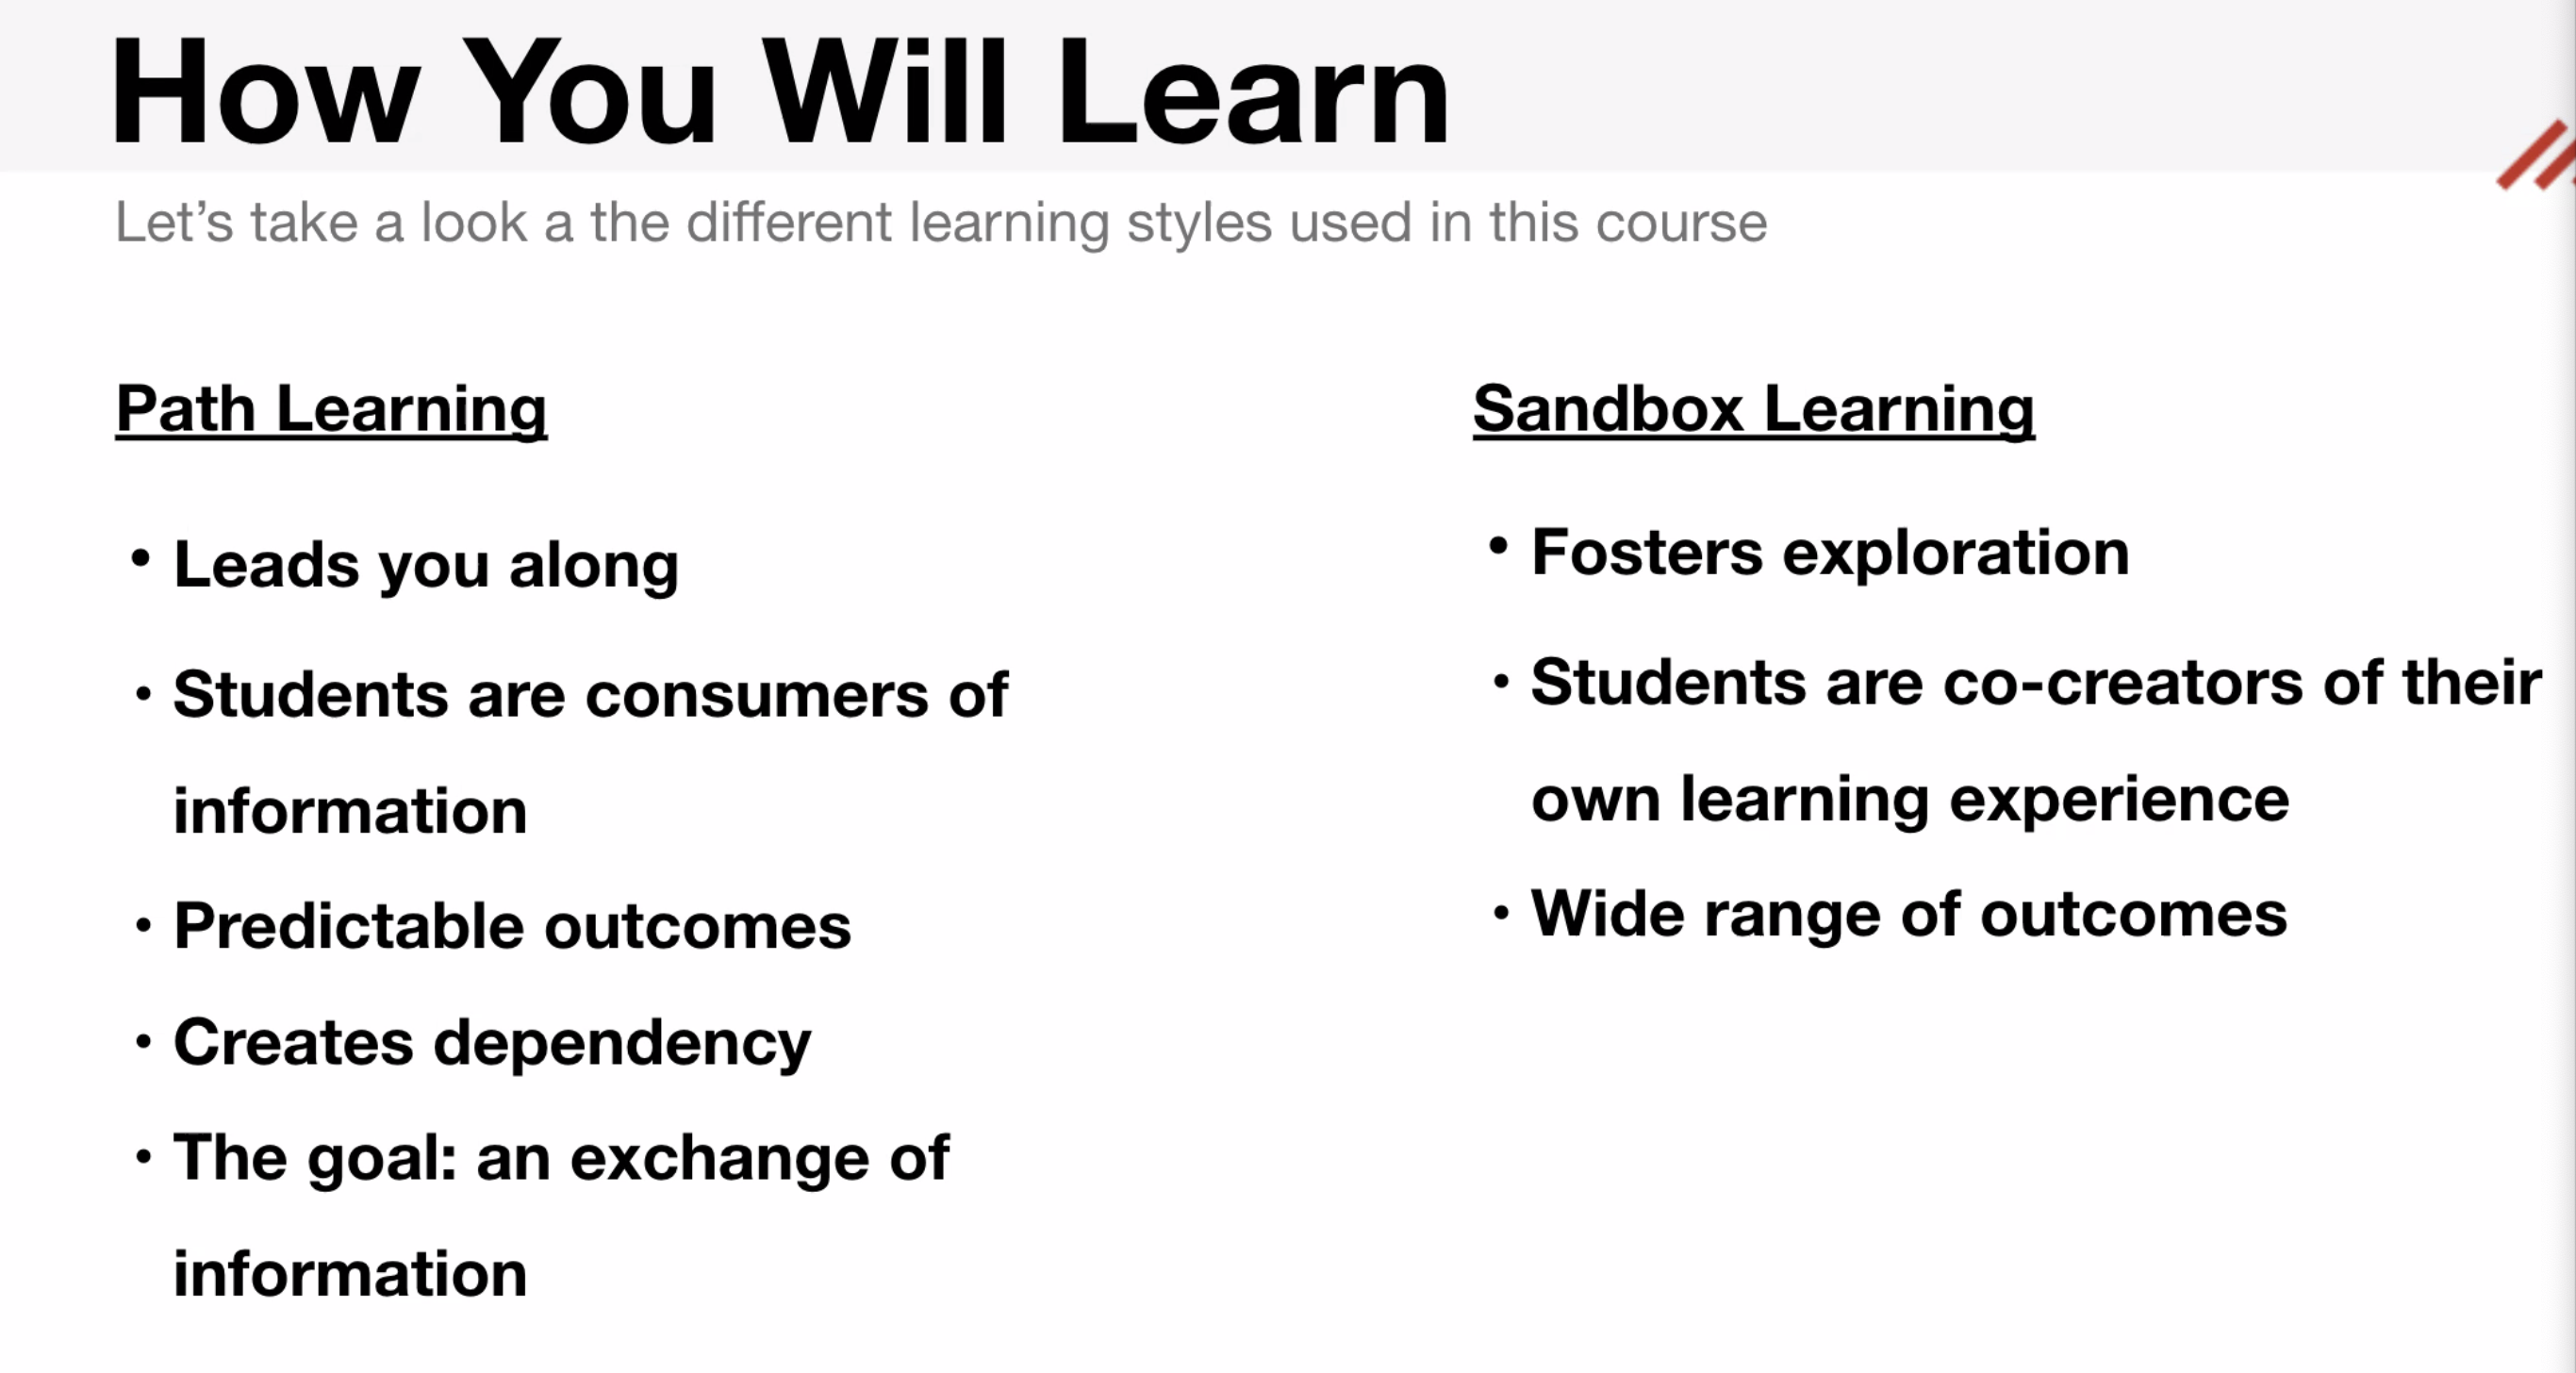 How You Will Learn
Let’s take a look a the different learning styles used in this course
Path Learning
• Leads you along
• Students are consumers of
information
• Predictable outcomes
• Creates dependency
• The goal: an exchange of
information
Sandbox Learning
• Fosters exploration
• Students are co-creators of their
own learning experience
• Wide range of outcomes